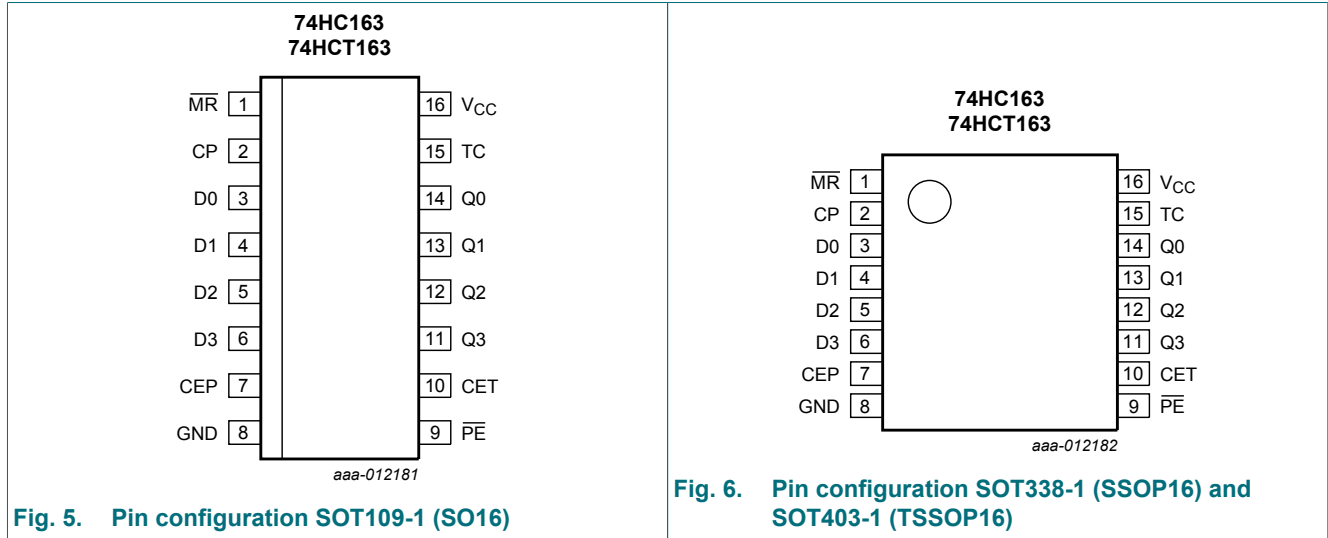 74HC163
74HCT163
M̅R̅ 1
16 VCC
CP 2
15 TC
D0 3
14 Q0
D1 4
13 Q1
D2 5
12 Q2
D3 6
11 Q3
CEP 7
10 CET
GND 8
9 P̅E̅
aaa-012181
Fig. 5. Pin configuration SOT109-1 (SO16)
74HC163
74HCT163
M̅R̅ 1
16 VCC
CP 2
15 TC
D0 3
14 Q0
D1 4
13 Q1
D2 5
12 Q2
D3 6
11 Q3
CEP 7
10 CET
GND 8
9 P̅E̅
aaa-012182
Fig. 6. Pin configuration SOT338-1 (SSOP16) and
SOT403-1 (TSSOP16)